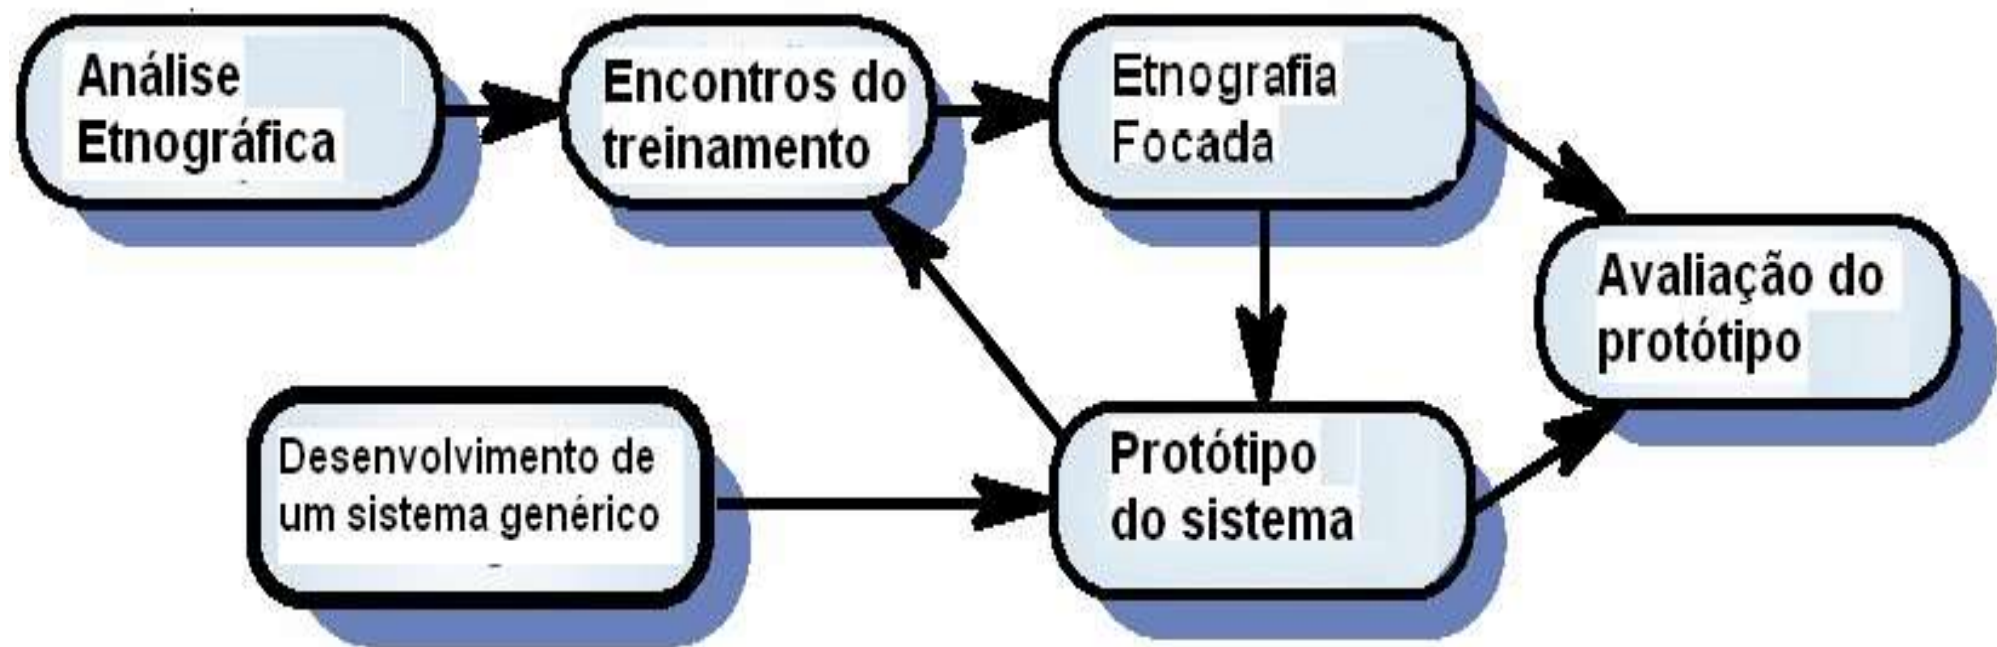 Análise
Etnográfica
Encontros do
treinamento
Etnografia
Focada
Avaliação do
protótipo
Desenvolvimento de
um sistema genérico
Protótipo
do sistema